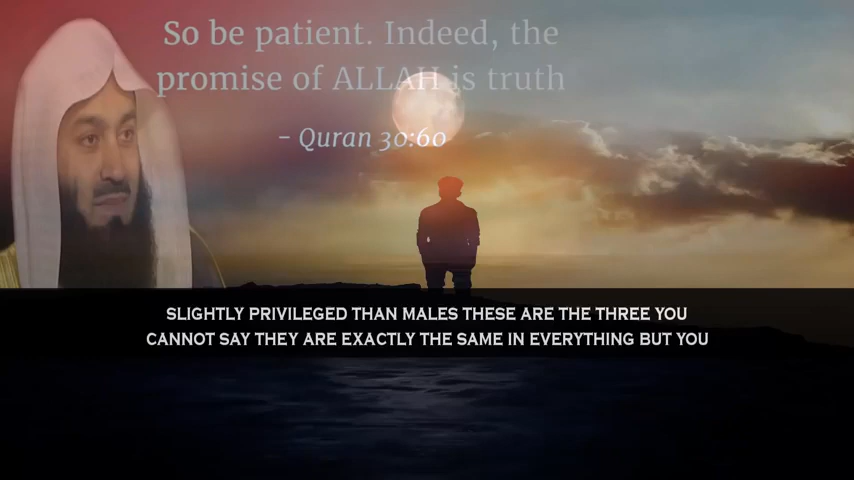 So be patient. Indeed, the
promise of ALLAH is truth
- Quran 30:60
SLIGHTLY PRIVILEGED THAN MALES THESE ARE THE THREE YOU
CANNOT SAY THEY ARE EXACTLY THE SAME IN EVERYTHING BUT YOU